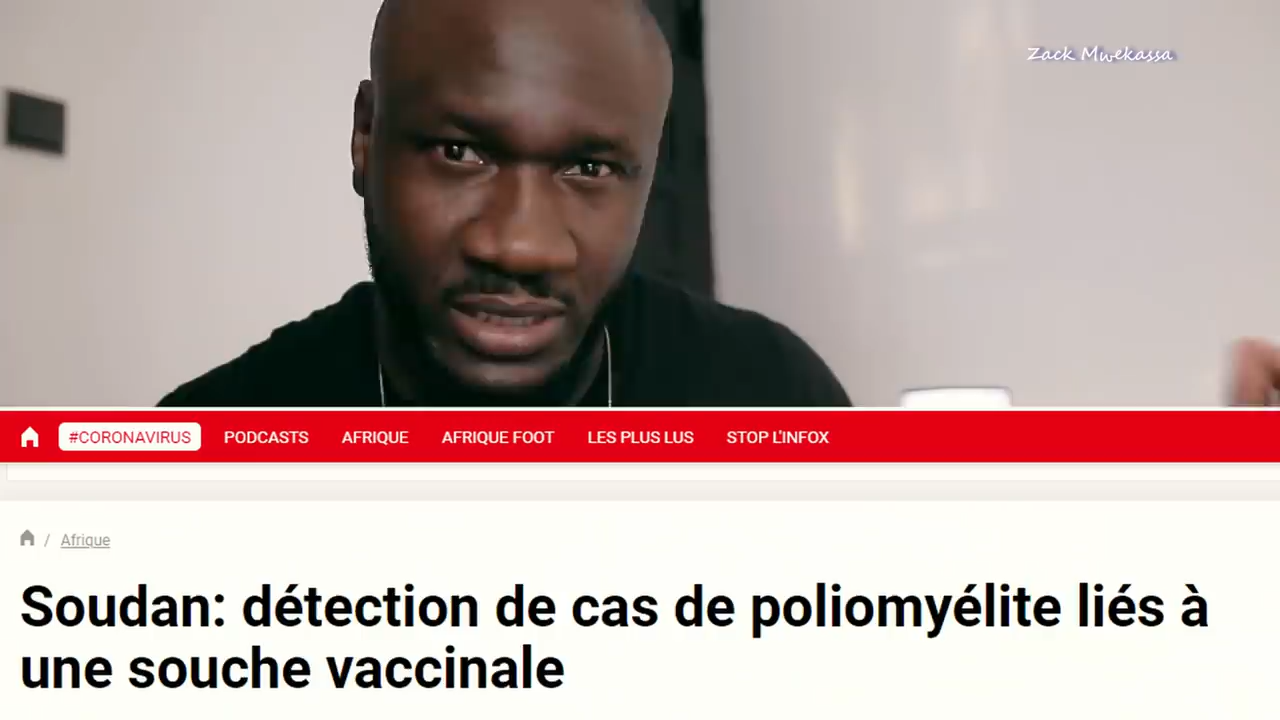 Zack Mwekassa
#CORONAVIRUS PODCASTS AFRIQUE AFRIQUE FOOT LES PLUS LUS STOP L'INFOX
/ Afrique
Soudan: détection de cas de poliomyélite liés à
une souche vaccinale